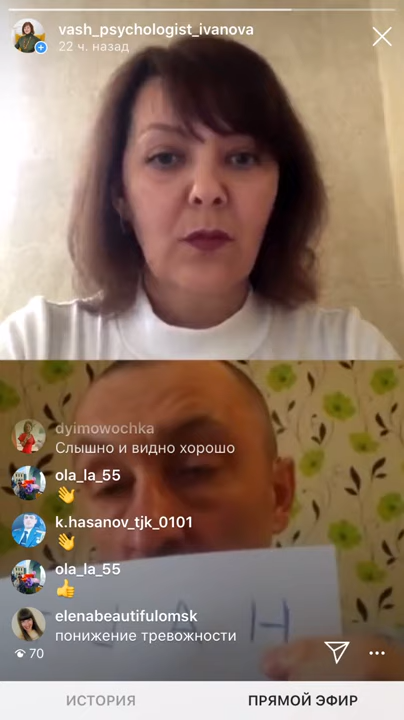 vash_psychologist_ivanova
22 ч. назад
dyimowochka
Слышно и видно хорошо
ola_la_55
👋
k.hasanov_tjk_0101
👋
ola_la_55
👍
elenabeautifulomsk
понижение тревожности
70
ИСТОРИЯ
ПРЯМОЙ ЭФИР